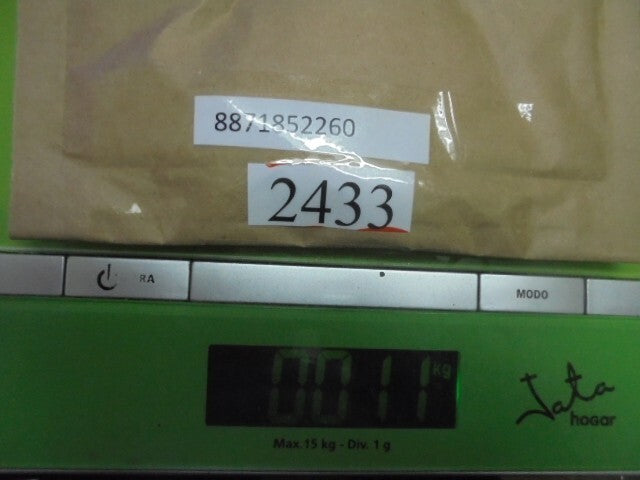 8871852260
2433
RA
MODO
0011 Kg
Jata
hogar
Max.15 kg - Div. 1 g